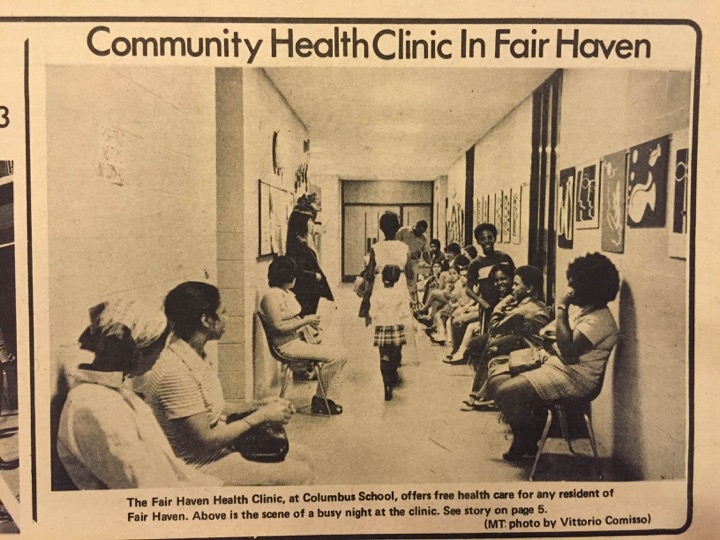 Community Health Clinic In Fair Haven
3
The Fair Haven Health Clinic, at Columbus School, offers free health care for any resident of
Fair Haven. Above is the scene of a busy night at the clinic. See story on page 5.
(MT photo by Vittorio Comisso)